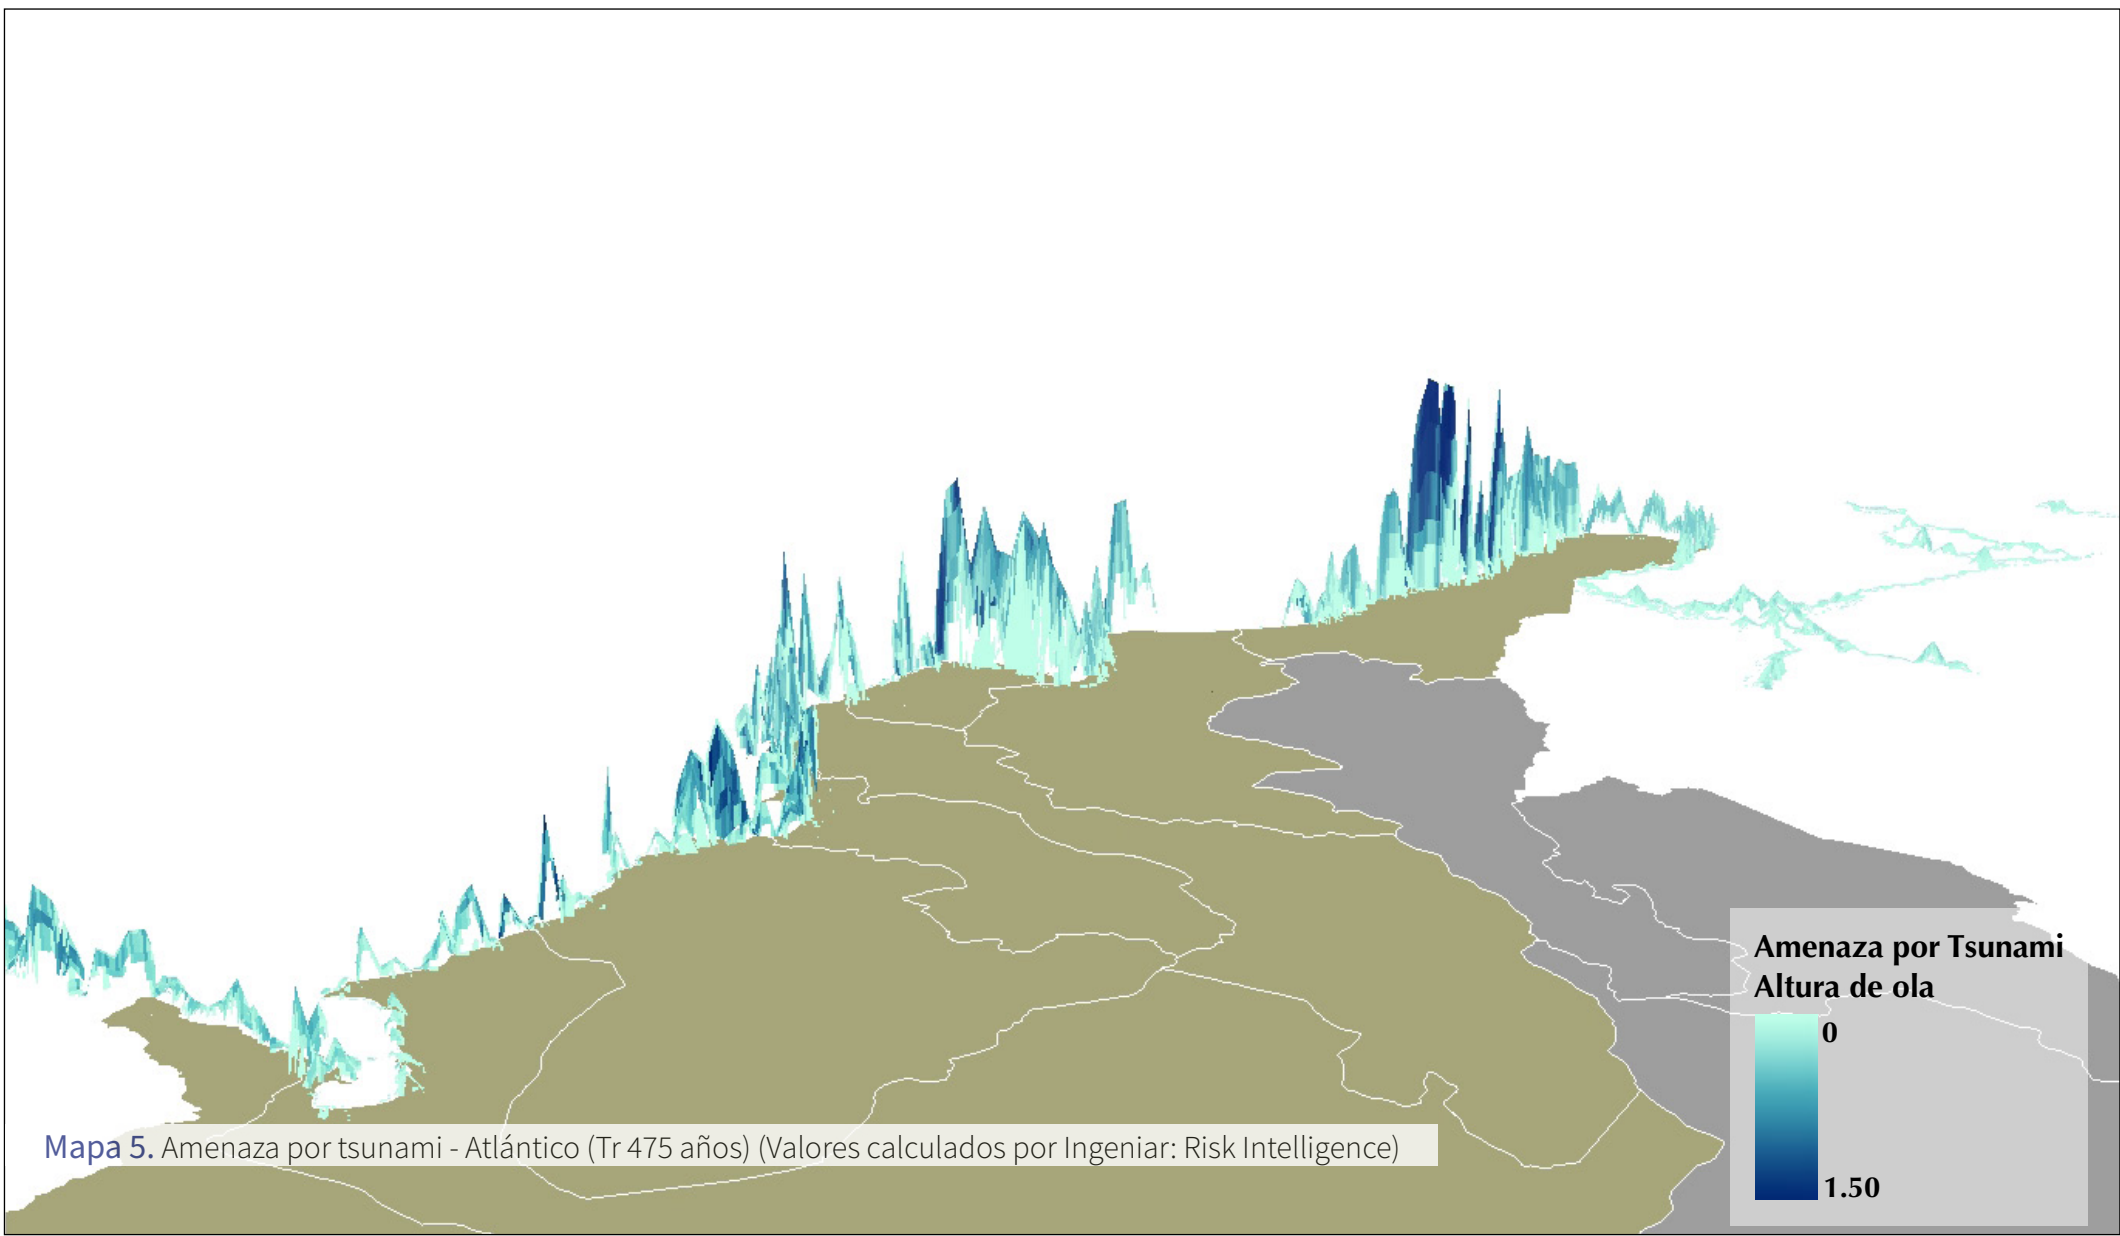 Amenaza por Tsunami
Altura de ola
0
1.50
Mapa 5. Amenaza por tsunami - Atlántico (Tr 475 años) (Valores calculados por Ingeniar: Risk Intelligence)